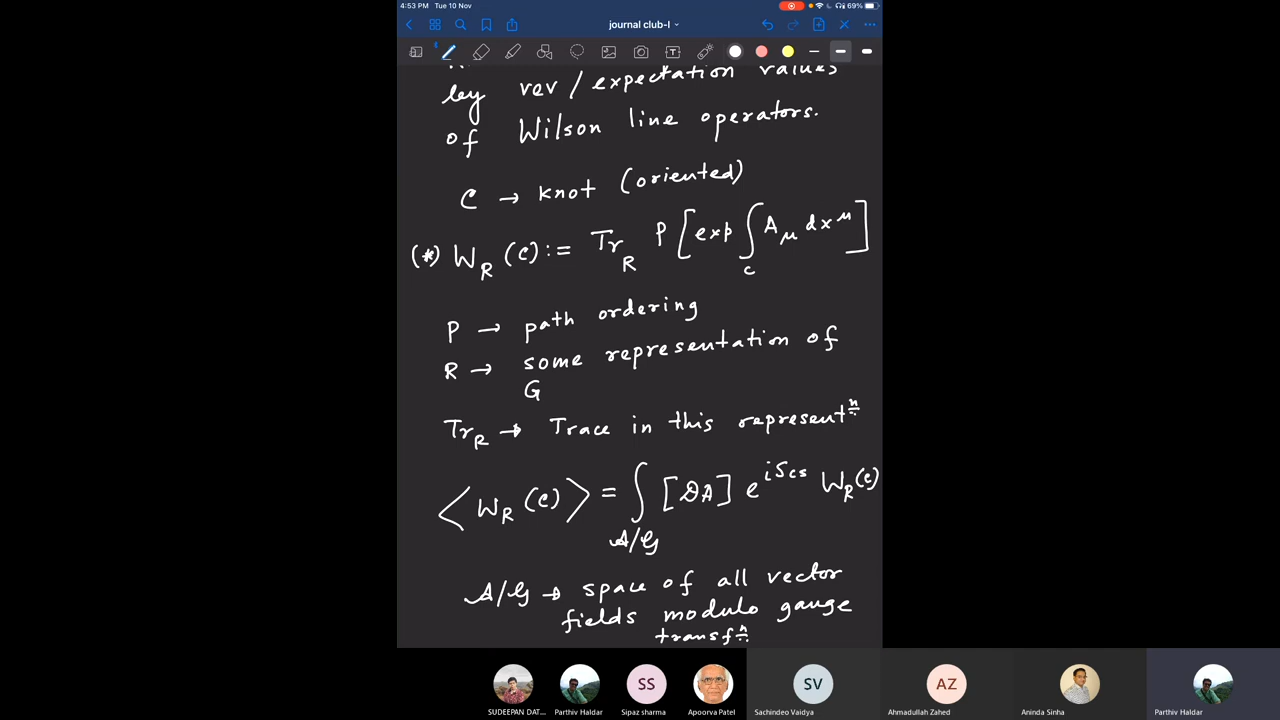 4:53 PM Tue 10 Nov
69%
journal club-I
by vev / expectation values
of Wilson line operators.
C → knot (oriented)
(*) W_R (C) := Tr_R P [exp ∫_C A_μ dx^μ]
P → path ordering
R → some representation of
G
Tr_R → Trace in this represent^n
⟨W_R (C)⟩ = ∫_{A/G} [DA] e^{iS_CS} W_R(C)
A/G → space of all vector
fields modulo gauge
transf^n
SS
SV
AZ
SUDEEPAN DAT...
Parthiv Haldar
Sipaz sharma
Apoorva Patel
Sachindeo Vaidya
Ahmadullah Zahed
Aninda Sinha
Parthiv Haldar